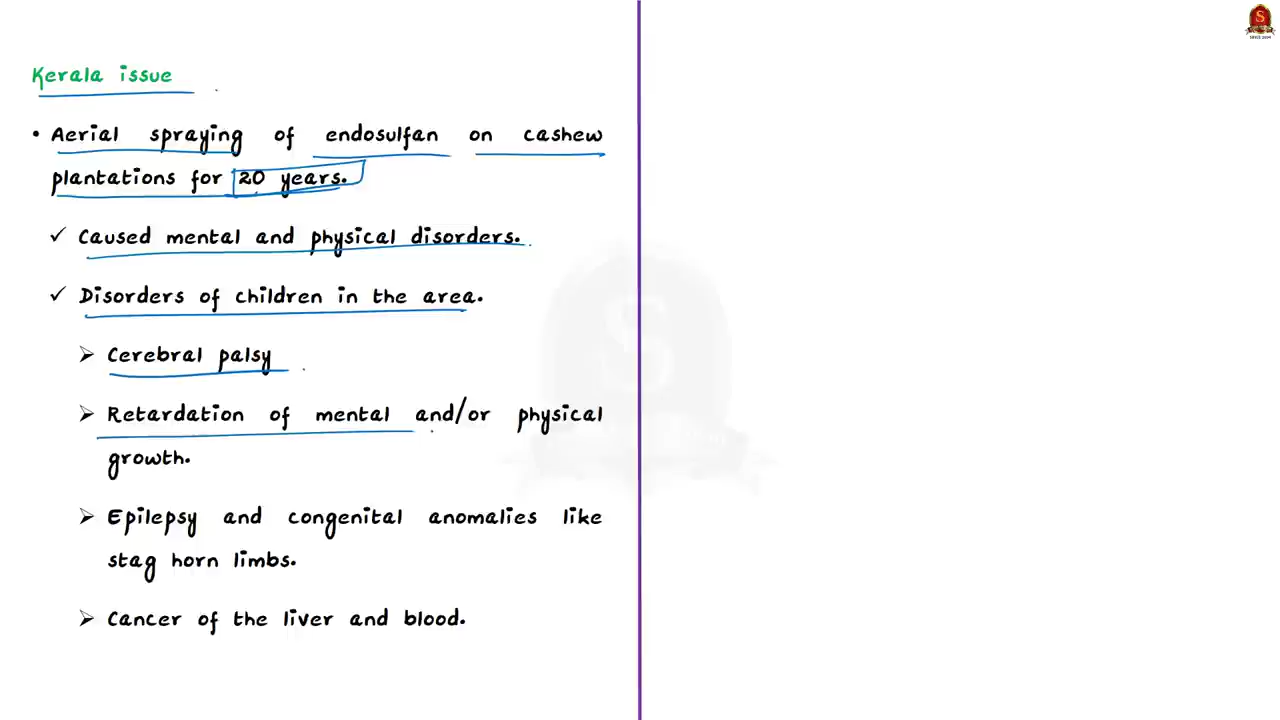 Kerala issue
• Aerial spraying of endosulfan on cashew
plantations for 20 years.
✓ Caused mental and physical disorders.
✓ Disorders of children in the area.
➢ Cerebral palsy
➢ Retardation of mental and/or physical
growth.
➢ Epilepsy and congenital anomalies like
stag horn limbs.
➢ Cancer of the liver and blood.